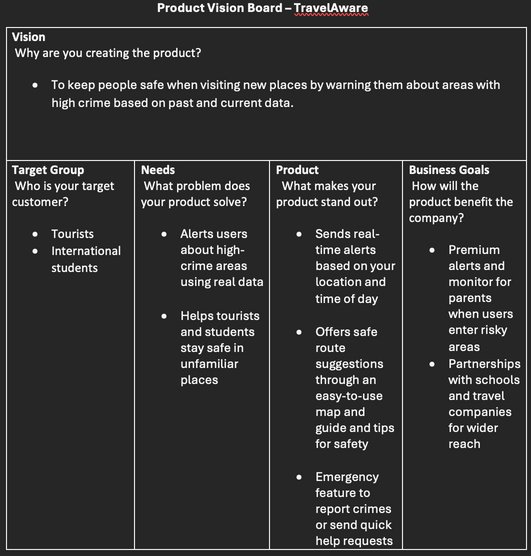 Product Vision Board – TravelAware
Vision
Why are you creating the product?
• To keep people safe when visiting new places by warning them about areas with
high crime based on past and current data.
Target Group
Who is your target
customer?
• Tourists
• International
students
Needs
What problem does
your product solve?
• Alerts users
about high-
crime areas
using real data
• Helps tourists
and students
stay safe in
unfamiliar
places
Product
What makes your
product stand out?
• Sends real-
time alerts
based on your
location and
time of day
• Offers safe
route
suggestions
through an
easy-to-use
map and
guide and tips
for safety
• Emergency
feature to
report crimes
or send quick
help requests
Business Goals
How will the
product benefit the
company?
• Premium
alerts and
monitor for
parents
when users
enter risky
areas
• Partnerships
with schools
and travel
companies
for wider
reach